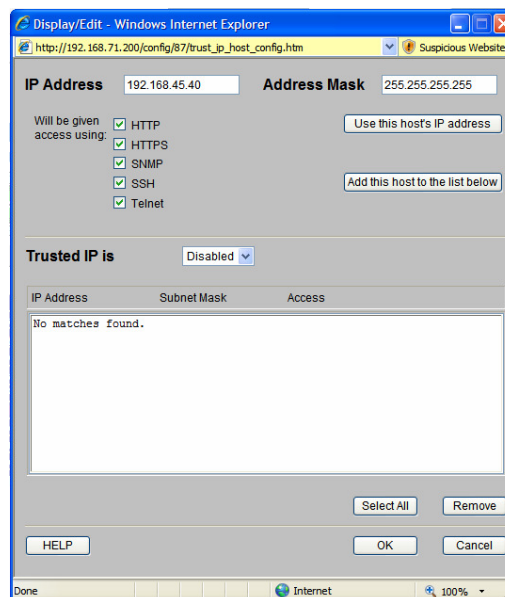 Display/Edit - Windows Internet Explorer
http://192.168.71.200/config/87/trust_ip_host_config.htm Suspicious Website
IP Address 192.168.45.40 Address Mask 255.255.255.255
Will be given access using:
HTTP
HTTPS
SNMP
SSH
Telnet
Use this host's IP address
Add this host to the list below
Trusted IP is Disabled
IP Address Subnet Mask Access
No matches found.
Select All Remove
HELP OK Cancel
Done Internet 100%